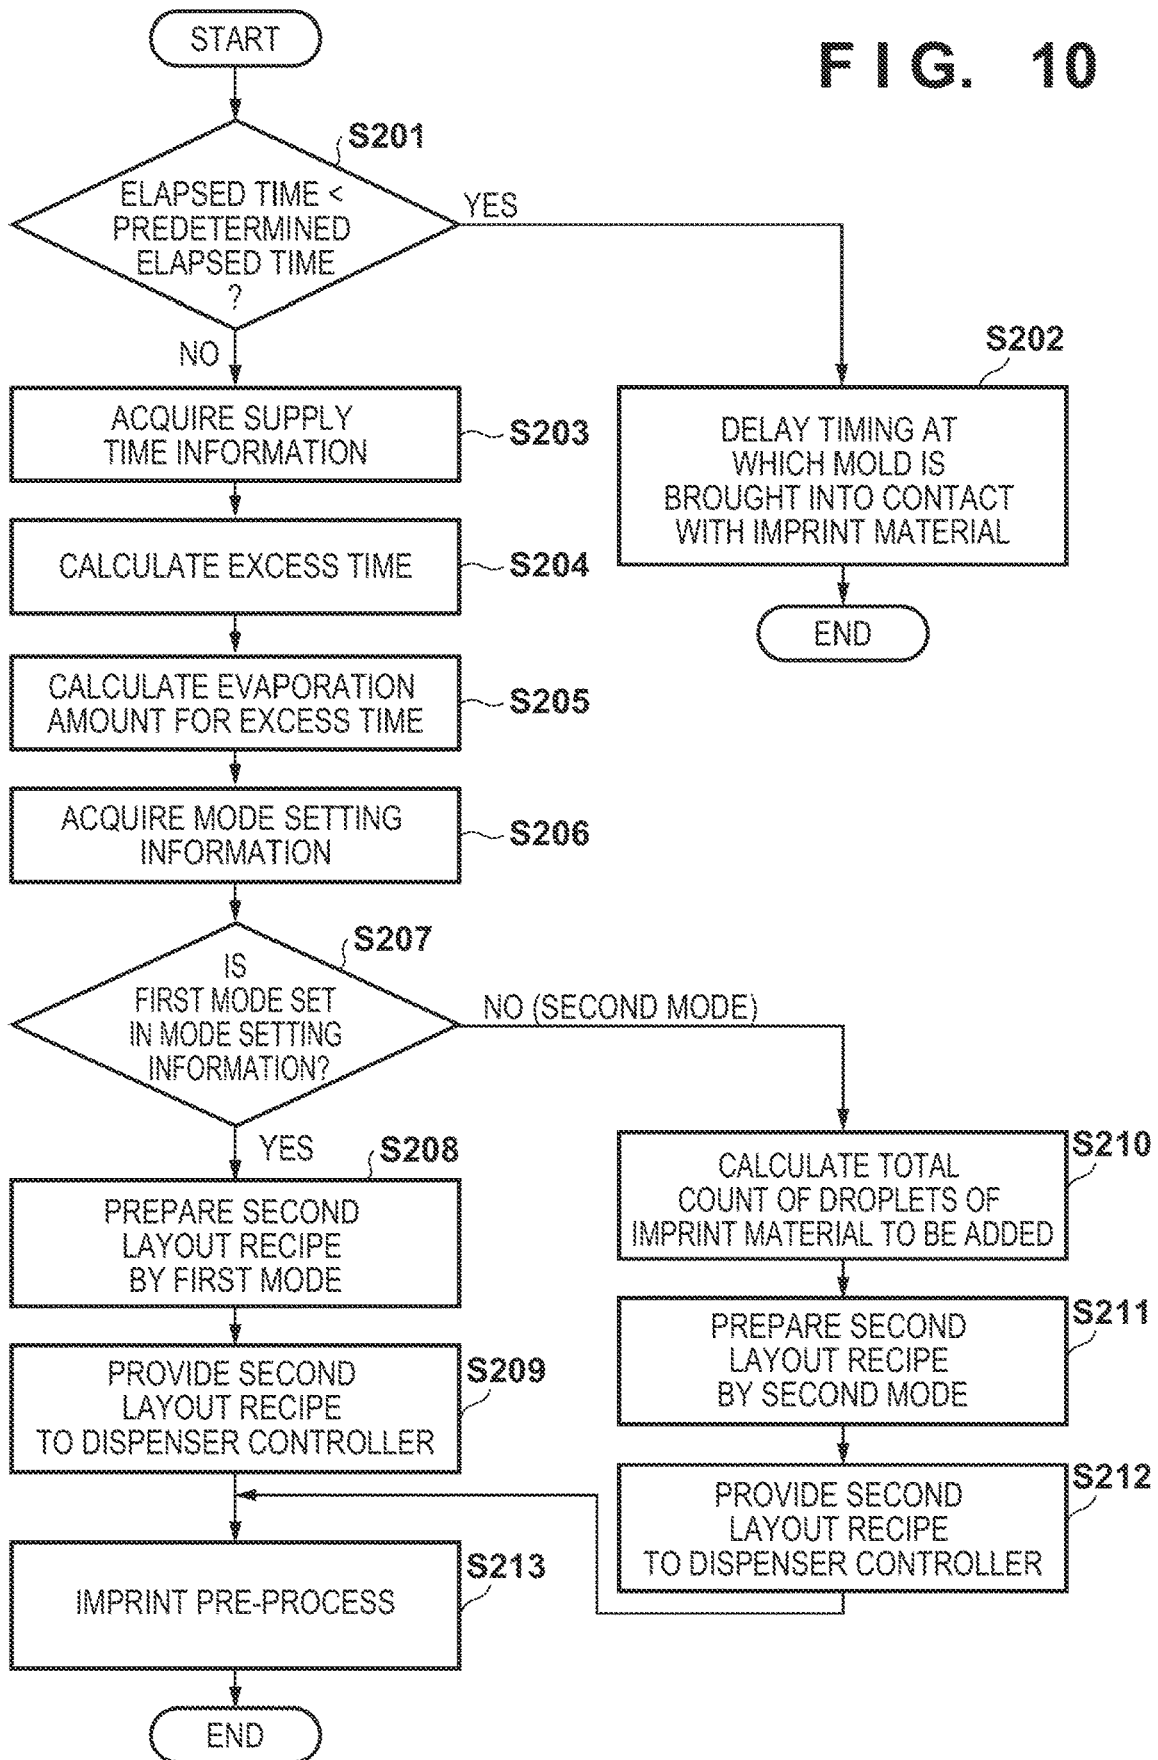 FIG. 10
START
S201
ELAPSED TIME <
PREDETERMINED
ELAPSED TIME
?
YES
NO
S202
DELAY TIMING AT
WHICH MOLD IS
BROUGHT INTO CONTACT
WITH IMPRINT MATERIAL
END
ACQUIRE SUPPLY
TIME INFORMATION
S203
CALCULATE EXCESS TIME
S204
CALCULATE EVAPORATION
AMOUNT FOR EXCESS TIME
S205
ACQUIRE MODE SETTING
INFORMATION
S206
S207
IS
FIRST MODE SET
IN MODE SETTING
INFORMATION?
NO (SECOND MODE)
YES
S208
PREPARE SECOND
LAYOUT RECIPE
BY FIRST MODE
PROVIDE SECOND
LAYOUT RECIPE
TO DISPENSER CONTROLLER
S209
S210
CALCULATE TOTAL
COUNT OF DROPLETS OF
IMPRINT MATERIAL TO BE ADDED
S211
PREPARE SECOND
LAYOUT RECIPE
BY SECOND MODE
S212
PROVIDE SECOND
LAYOUT RECIPE
TO DISPENSER CONTROLLER
S213
IMPRINT PRE-PROCESS
END